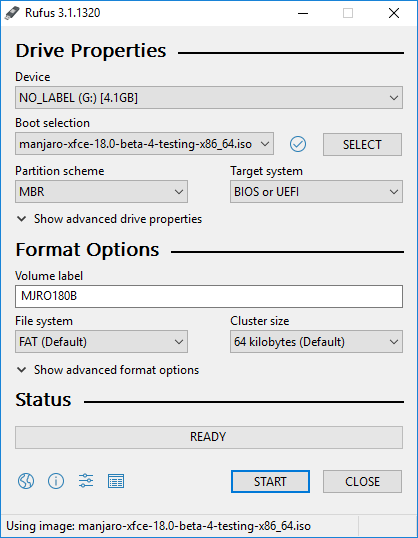 Rufus 3.1.1320
Drive Properties
Device
NO_LABEL (G:) [4.1GB]
Boot selection
manjaro-xfce-18.0-beta-4-testing-x86_64.iso
SELECT
Partition scheme
Target system
MBR
BIOS or UEFI
Show advanced drive properties
Format Options
Volume label
MJRO180B
File system
Cluster size
FAT (Default)
64 kilobytes (Default)
Show advanced format options
Status
READY
START
CLOSE
Using image: manjaro-xfce-18.0-beta-4-testing-x86_64.iso